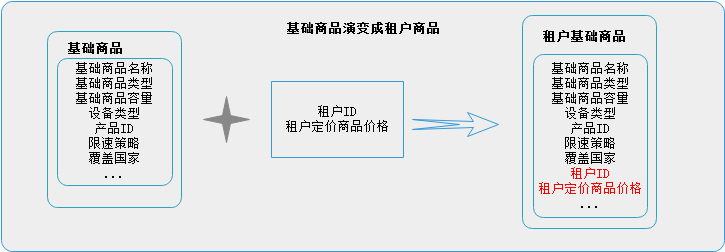 基础商品演变成租户商品
基础商品
基础商品名称
基础商品类型
基础商品容量
设备类型
产品ID
限速策略
覆盖国家
...
租户ID
租户定价商品价格
租户基础商品
基础商品名称
基础商品类型
基础商品容量
设备类型
产品ID
限速策略
覆盖国家
租户ID
租户定价商品价格
...